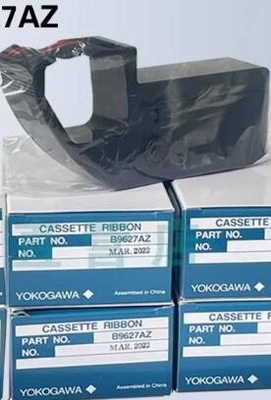 7AZ
CASSETTE RIBBON
PART NO. B9627AZ
NO. MAR. 2022
YOKOGAWA
Assembled in China
CASSETTE
PART NO.
NO.
YOKOGAWA
CASSETTE RIBBON
PART NO. B9627AZ
NO. MAR. 2022
YOKOGAWA
Assembled in China
CASSETTE
PART NO.
NO.
YOKOGAWA